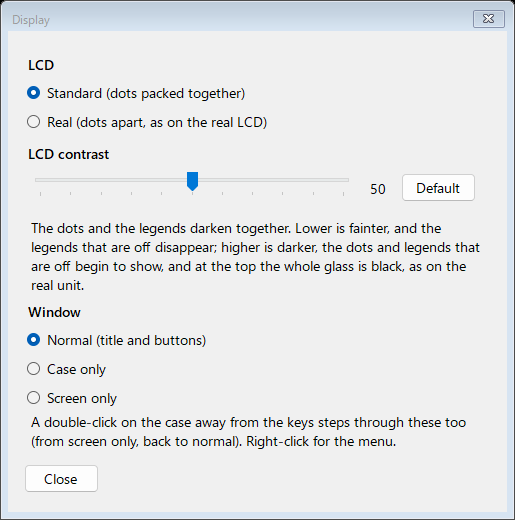 Display
LCD
Standard (dots packed together)
Real (dots apart, as on the real LCD)
LCD contrast
50
Default
The dots and the legends darken together. Lower is fainter, and the
legends that are off disappear; higher is darker, the dots and legends that
are off begin to show, and at the top the whole glass is black, as on the
real unit.
Window
Normal (title and buttons)
Case only
Screen only
A double-click on the case away from the keys steps through these too
(from screen only, back to normal). Right-click for the menu.
Close